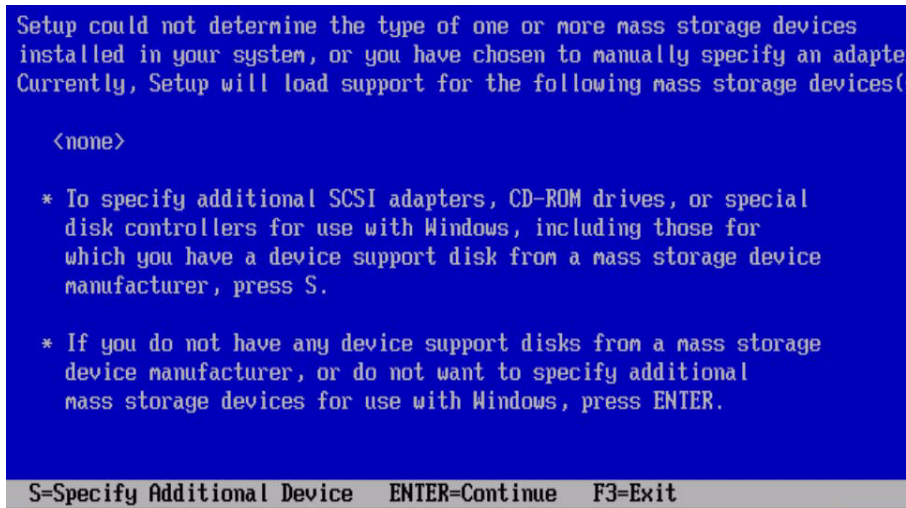 Setup could not determine the type of one or more mass storage devices
installed in your system, or you have chosen to manually specify an adapte
Currently, Setup will load support for the following mass storage devices(
<none>
* To specify additional SCSI adapters, CD-ROM drives, or special
disk controllers for use with Windows, including those for
which you have a device support disk from a mass storage device
manufacturer, press S.
* If you do not have any device support disks from a mass storage
device manufacturer, or do not want to specify additional
mass storage devices for use with Windows, press ENTER.
S=Specify Additional Device ENTER=Continue F3=Exit